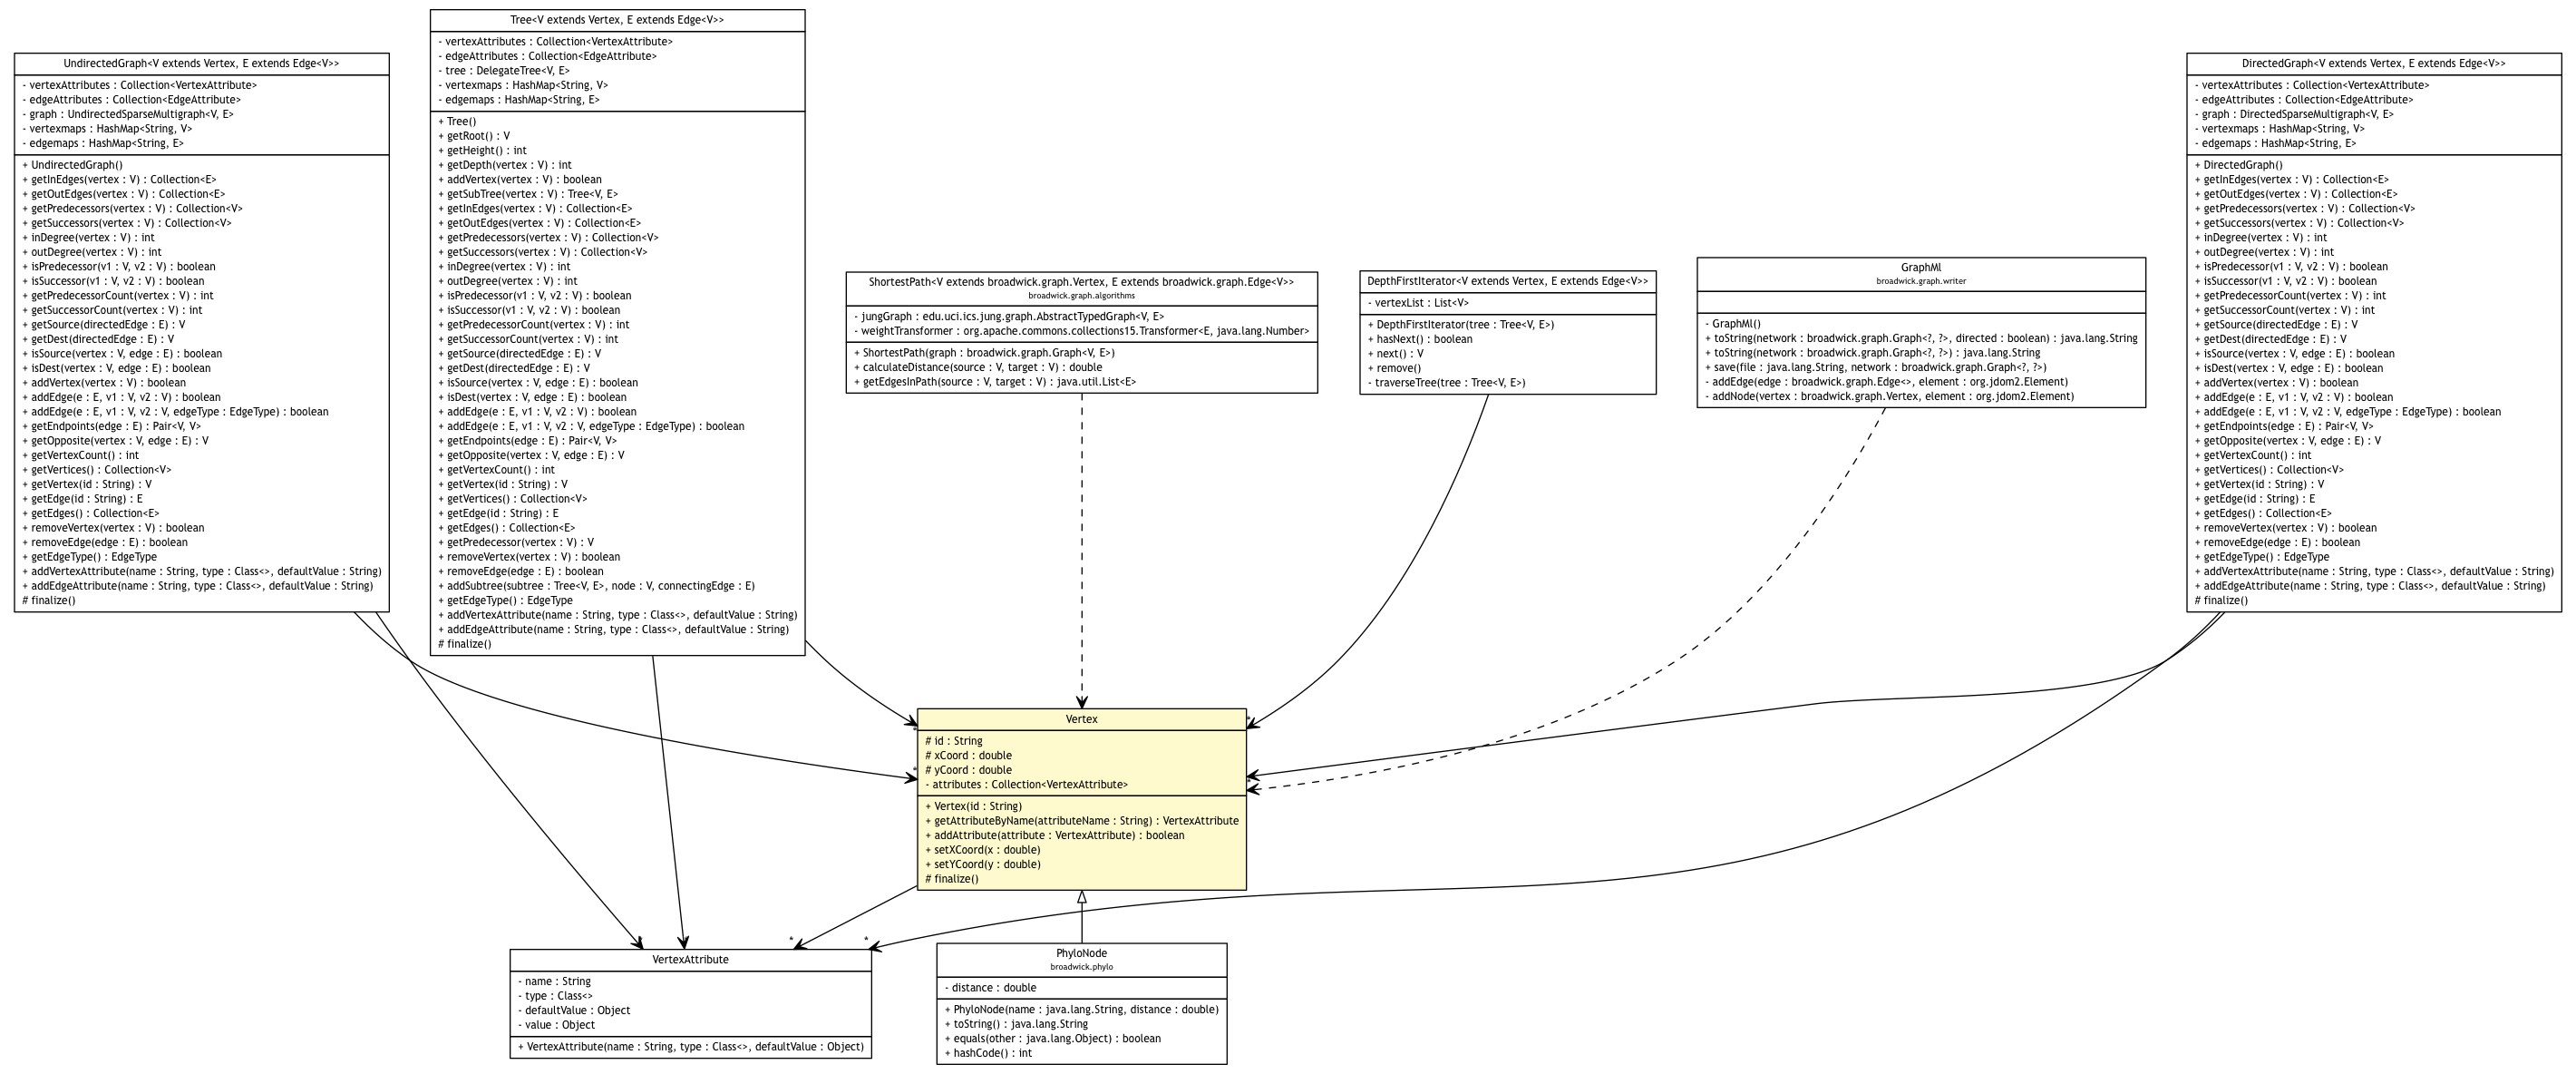 UndirectedGraph<V extends Vertex, E extends Edge<V>>
- vertexAttributes : Collection<VertexAttribute>
- edgeAttributes : Collection<EdgeAttribute>
- graph : UndirectedSparseMultigraph<V, E>
- vertexmaps : HashMap<String, V>
- edgemaps : HashMap<String, E>
+ UndirectedGraph()
+ getInEdges(vertex : V) : Collection<E>
+ getOutEdges(vertex : V) : Collection<E>
+ getPredecessors(vertex : V) : Collection<V>
+ getSuccessors(vertex : V) : Collection<V>
+ inDegree(vertex : V) : int
+ outDegree(vertex : V) : int
+ isPredecessor(v1 : V, v2 : V) : boolean
+ isSuccessor(v1 : V, v2 : V) : boolean
+ getPredecessorCount(vertex : V) : int
+ getSuccessorCount(vertex : V) : int
+ getSource(directedEdge : E) : V
+ getDest(directedEdge : E) : V
+ isSource(vertex : V, edge : E) : boolean
+ isDest(vertex : V, edge : E) : boolean
+ addVertex(vertex : V) : boolean
+ addEdge(e : E, v1 : V, v2 : V) : boolean
+ addEdge(e : E, v1 : V, v2 : V, edgeType : EdgeType) : boolean
+ getEndpoints(edge : E) : Pair<V, V>
+ getOpposite(vertex : V, edge : E) : V
+ getVertexCount() : int
+ getVertices() : Collection<V>
+ getVertex(id : String) : V
+ getEdge(id : String) : E
+ getEdges() : Collection<E>
+ removeVertex(vertex : V) : boolean
+ removeEdge(edge : E) : boolean
+ getEdgeType() : EdgeType
+ addVertexAttribute(name : String, type : Class<>, defaultValue : String)
+ addEdgeAttribute(name : String, type : Class<>, defaultValue : String)
# finalize()
Tree<V extends Vertex, E extends Edge<V>>
- vertexAttributes : Collection<VertexAttribute>
- edgeAttributes : Collection<EdgeAttribute>
- tree : DelegateTree<V, E>
- vertexmaps : HashMap<String, V>
- edgemaps : HashMap<String, E>
+ Tree()
+ getRoot() : V
+ getHeight() : int
+ getDepth(vertex : V) : int
+ addVertex(vertex : V) : boolean
+ getSubTree(vertex : V) : Tree<V, E>
+ getInEdges(vertex : V) : Collection<E>
+ getOutEdges(vertex : V) : Collection<E>
+ getPredecessors(vertex : V) : Collection<V>
+ getSuccessors(vertex : V) : Collection<V>
+ inDegree(vertex : V) : int
+ outDegree(vertex : V) : int
+ isPredecessor(v1 : V, v2 : V) : boolean
+ isSuccessor(v1 : V, v2 : V) : boolean
+ getPredecessorCount(vertex : V) : int
+ getSuccessorCount(vertex : V) : int
+ getSource(directedEdge : E) : V
+ getDest(directedEdge : E) : V
+ isSource(vertex : V, edge : E) : boolean
+ isDest(vertex : V, edge : E) : boolean
+ addEdge(e : E, v1 : V, v2 : V) : boolean
+ addEdge(e : E, v1 : V, v2 : V, edgeType : EdgeType) : boolean
+ getEndpoints(edge : E) : Pair<V, V>
+ getOpposite(vertex : V, edge : E) : V
+ getVertexCount() : int
+ getVertex(id : String) : V
+ getVertices() : Collection<V>
+ getEdge(id : String) : E
+ getEdges() : Collection<E>
+ getPredecessor(vertex : V) : V
+ removeVertex(vertex : V) : boolean
+ removeEdge(edge : E) : boolean
+ addSubtree(subtree : Tree<V, E>, node : V, connectingEdge : E)
+ getEdgeType() : EdgeType
+ addVertexAttribute(name : String, type : Class<>, defaultValue : String)
+ addEdgeAttribute(name : String, type : Class<>, defaultValue : String)
# finalize()
ShortestPath<V extends broadwick.graph.Vertex, E extends broadwick.graph.Edge<V>>
broadwick.graph.algorithms
- jungGraph : edu.uci.ics.jung.graph.AbstractTypedGraph<V, E>
- weightTransformer : org.apache.commons.collections15.Transformer<E, java.lang.Number>
+ ShortestPath(graph : broadwick.graph.Graph<V, E>)
+ calculateDistance(source : V, target : V) : double
+ getEdgesInPath(source : V, target : V) : java.util.List<E>
DepthFirstIterator<V extends Vertex, E extends Edge<V>>
- vertexList : List<V>
+ DepthFirstIterator(tree : Tree<V, E>)
+ hasNext() : boolean
+ next() : V
+ remove()
- traverseTree(tree : Tree<V, E>)
GraphMl
broadwick.graph.writer
- GraphMl()
+ toString(network : broadwick.graph.Graph<?, ?>, directed : boolean) : java.lang.String
+ toString(network : broadwick.graph.Graph<?, ?>) : java.lang.String
+ save(file : java.lang.String, network : broadwick.graph.Graph<?, ?>)
- addEdge(edge : broadwick.graph.Edge<>, element : org.jdom2.Element)
- addNode(vertex : broadwick.graph.Vertex, element : org.jdom2.Element)
DirectedGraph<V extends Vertex, E extends Edge<V>>
- vertexAttributes : Collection<VertexAttribute>
- edgeAttributes : Collection<EdgeAttribute>
- graph : DirectedSparseMultigraph<V, E>
- vertexmaps : HashMap<String, V>
- edgemaps : HashMap<String, E>
+ DirectedGraph()
+ getInEdges(vertex : V) : Collection<E>
+ getOutEdges(vertex : V) : Collection<E>
+ getPredecessors(vertex : V) : Collection<V>
+ getSuccessors(vertex : V) : Collection<V>
+ inDegree(vertex : V) : int
+ outDegree(vertex : V) : int
+ isPredecessor(v1 : V, v2 : V) : boolean
+ isSuccessor(v1 : V, v2 : V) : boolean
+ getPredecessorCount(vertex : V) : int
+ getSuccessorCount(vertex : V) : int
+ getSource(directedEdge : E) : V
+ getDest(directedEdge : E) : V
+ isSource(vertex : V, edge : E) : boolean
+ isDest(vertex : V, edge : E) : boolean
+ addVertex(vertex : V) : boolean
+ addEdge(e : E, v1 : V, v2 : V) : boolean
+ addEdge(e : E, v1 : V, v2 : V, edgeType : EdgeType) : boolean
+ getEndpoints(edge : E) : Pair<V, V>
+ getOpposite(vertex : V, edge : E) : V
+ getVertexCount() : int
+ getVertices() : Collection<V>
+ getVertex(id : String) : V
+ getEdge(id : String) : E
+ getEdges() : Collection<E>
+ removeVertex(vertex : V) : boolean
+ removeEdge(edge : E) : boolean
+ getEdgeType() : EdgeType
+ addVertexAttribute(name : String, type : Class<>, defaultValue : String)
+ addEdgeAttribute(name : String, type : Class<>, defaultValue : String)
# finalize()
Vertex
# id : String
# xCoord : double
# yCoord : double
- attributes : Collection<VertexAttribute>
+ Vertex(id : String)
+ getAttributeByName(attributeName : String) : VertexAttribute
+ addAttribute(attribute : VertexAttribute) : boolean
+ setXCoord(x : double)
+ setYCoord(y : double)
# finalize()
* *
VertexAttribute
- name : String
- type : Class<>
- defaultValue : Object
- value : Object
+ VertexAttribute(name : String, type : Class<>, defaultValue : Object)
PhyloNode
broadwick.phylo
- distance : double
+ PhyloNode(name : java.lang.String, distance : double)
+ toString() : java.lang.String
+ equals(other : java.lang.Object) : boolean
+ hashCode() : int